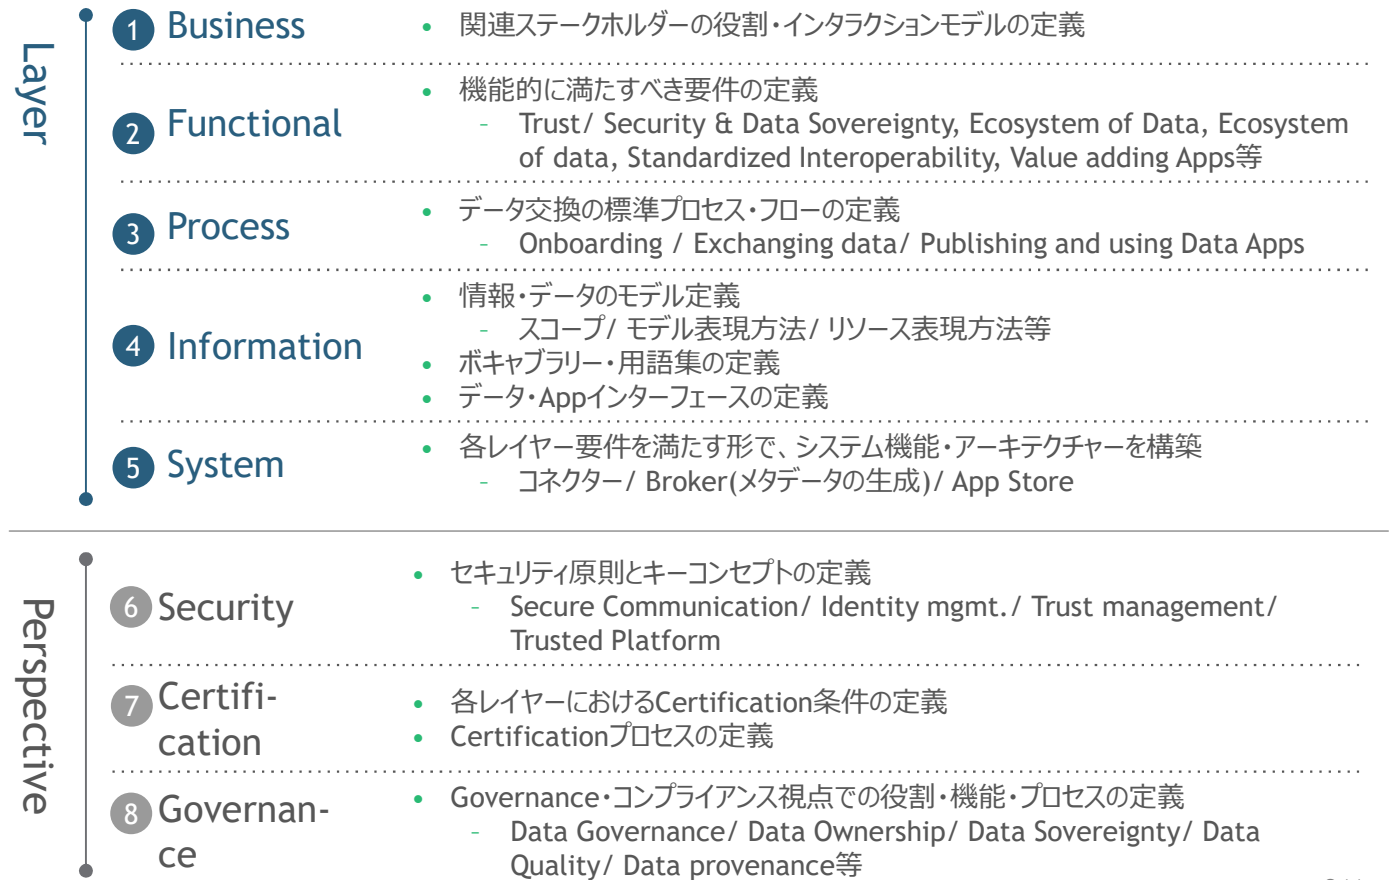 Layer
1 Business
• 関連ステークホルダーの役割・インタラクションモデルの定義
2 Functional
• 機能的に満たすべき要件の定義
- Trust/ Security & Data Sovereignty, Ecosystem of Data, Ecosystem
of data, Standardized Interoperability, Value adding Apps等
3 Process
• データ交換の標準プロセス・フローの定義
- Onboarding / Exchanging data/ Publishing and using Data Apps
4 Information
• 情報・データのモデル定義
- スコープ/ モデル表現方法/ リソース表現方法等
• ボキャブラリー・用語集の定義
• データ・Appインターフェースの定義
5 System
• 各レイヤー要件を満たす形で、システム機能・アーキテクチャーを構築
- コネクター/ Broker(メタデータの生成)/ App Store
Perspective
6 Security
• セキュリティ原則とキーコンセプトの定義
- Secure Communication/ Identity mgmt./ Trust management/
Trusted Platform
7 Certifi-
cation
• 各レイヤーにおけるCertification条件の定義
• Certificationプロセスの定義
8 Governan-
ce
• Governance・コンプライアンス視点での役割・機能・プロセスの定義
- Data Governance/ Data Ownership/ Data Sovereignty/ Data
Quality/ Data provenance等